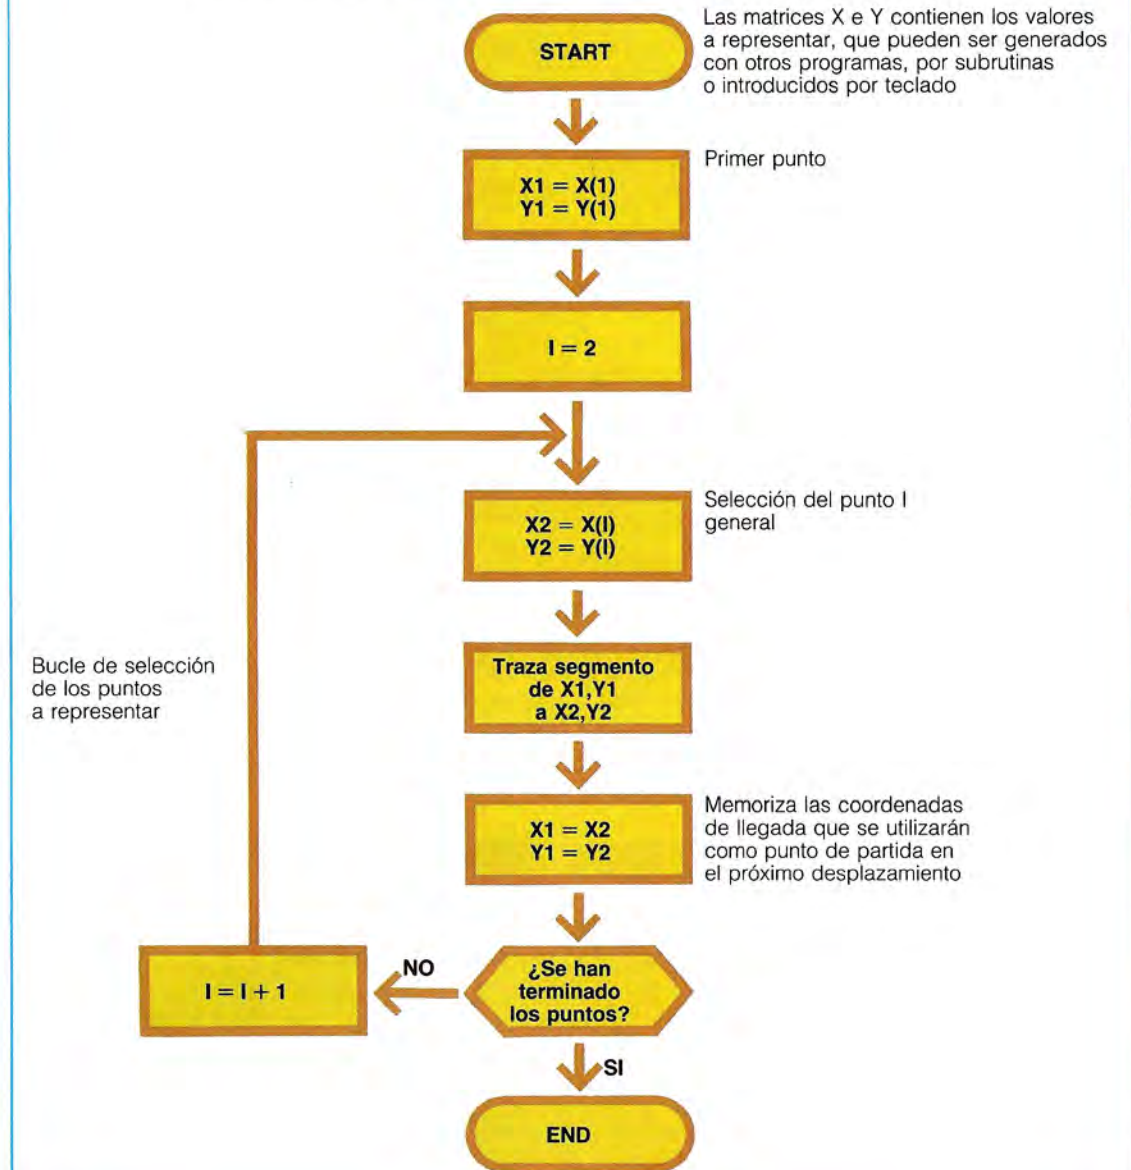 START
Las matrices X e Y contienen los valores
a representar, que pueden ser generados
con otros programas, por subrutinas
o introducidos por teclado
X1 = X(1)
Y1 = Y(1)
Primer punto
I = 2
X2 = X(I)
Y2 = Y(I)
Selección del punto I
general
Traza segmento
de X1,Y1
a X2,Y2
Bucle de selección
de los puntos
a representar
X1 = X2
Y1 = Y2
Memoriza las coordenadas
de llegada que se utilizarán
como punto de partida en
el próximo desplazamiento
¿Se han
terminado
los puntos?
NO
I = I + 1
SI
END